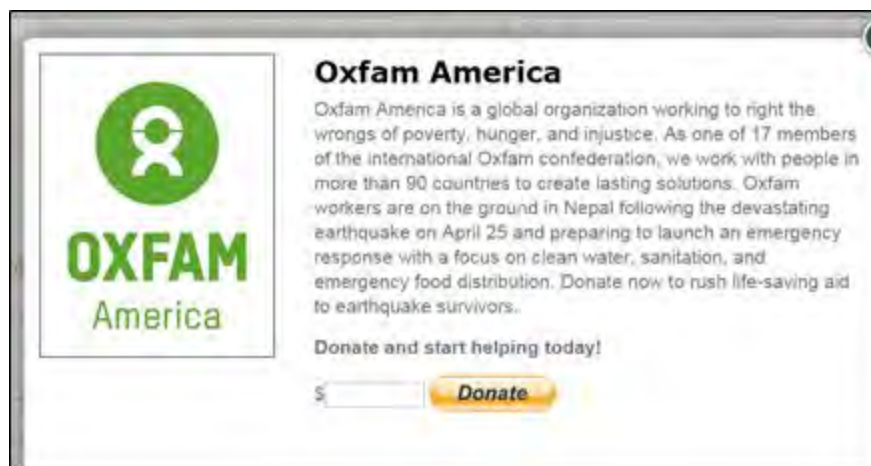 OXFAM
America
Oxfam America
Oxfam America is a global organization working to right the
wrongs of poverty, hunger, and injustice. As one of 17 members
of the international Oxfam confederation, we work with people in
more than 90 countries to create lasting solutions. Oxfam
workers are on the ground in Nepal following the devastating
earthquake on April 25 and preparing to launch an emergency
response with a focus on clean water, sanitation, and
emergency food distribution. Donate now to rush life-saving aid
to earthquake survivors.
Donate and start helping today!
$ Donate